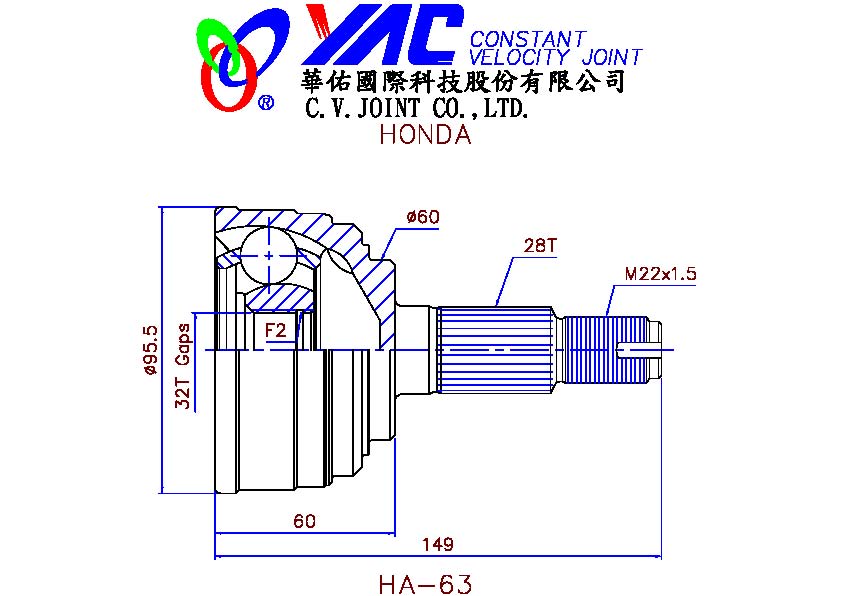 YAC CONSTANT
VELOCITY JOINT
華佑國際科技股份有限公司
C.V.JOINT CO.,LTD.
®
HONDA
ø60
28T
M22x1.5
F2
ø95.5
32T Gaps
60
149
HA-63